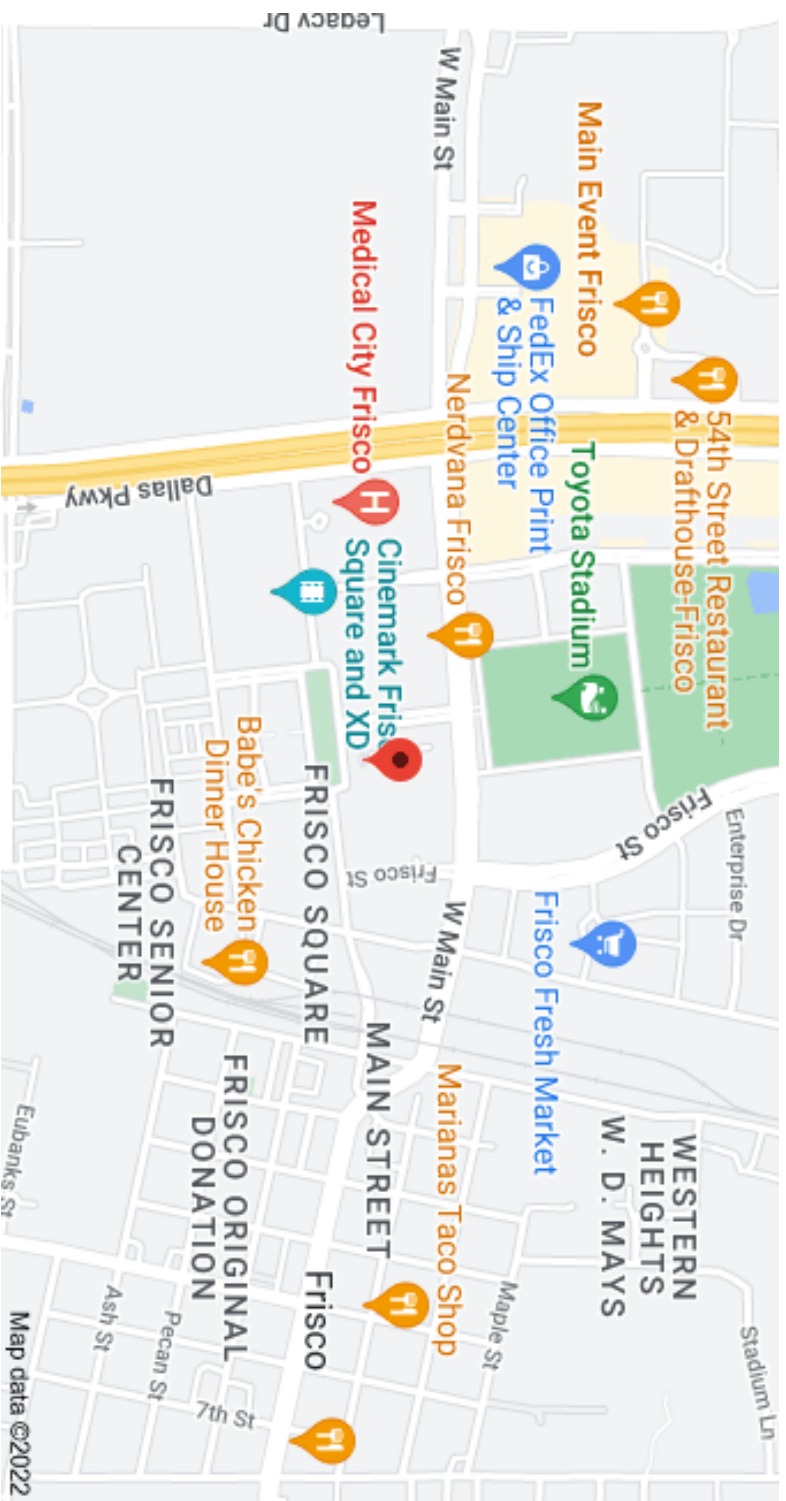 Stadium Ln
Enterprise Dr
54th Street Restaurant
& Drafthouse-Frisco
WESTERN
HEIGHTS
W. D. MAYS
Frisco St
Main Event Frisco
Toyota Stadium
Frisco Fresh Market
FedEx Office Print
& Ship Center
Maple St
W Main St
Nerdvana Frisco
W Main St
Marianas Taco Shop
Frisco St
Cinemark Fris
Square and XD
MAIN STREET
Medical City Frisco
Legacy Dr
FRISCO SQUARE
Frisco
Babe's Chicken
Dinner House
FRISCO ORIGINAL
DONATION
7th St
Pecan St
FRISCO SENIOR
CENTER
Dallas Pkwy
Ash St
Eubanks St
Map data ©2022